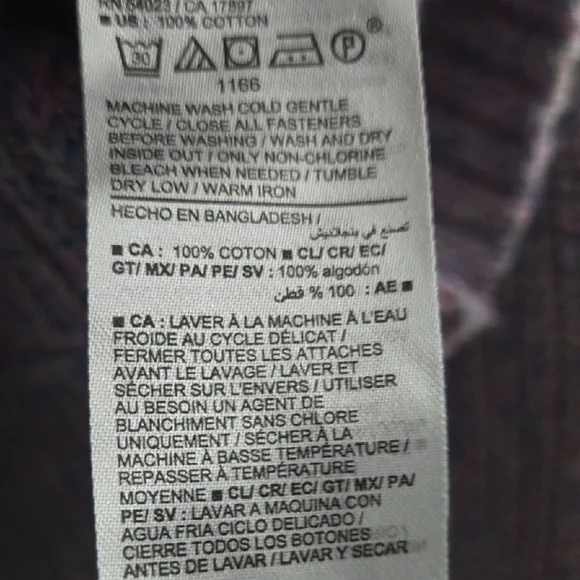 RN 54023 / CA 17897
■ US : 100% COTTON
30 P ®
1166
MACHINE WASH COLD GENTLE
CYCLE / CLOSE ALL FASTENERS
BEFORE WASHING / WASH AND DRY
INSIDE OUT / ONLY NON-CHLORINE
BLEACH WHEN NEEDED / TUMBLE
DRY LOW / WARM IRON
HECHO EN BANGLADESH /
تصنيع في بنجلاديش
■ CA : 100% COTON ■ CL/ CR/ EC/
GT/ MX/ PA/ PE/ SV : 100% algodón
■ AE : 100 % قطن
■ CA : LAVER À LA MACHINE À L'EAU
FROIDE AU CYCLE DÉLICAT /
FERMER TOUTES LES ATTACHES
AVANT LE LAVAGE / LAVER ET
SÉCHER SUR L'ENVERS / UTILISER
AU BESOIN UN AGENT DE
BLANCHIMENT SANS CHLORE
UNIQUEMENT / SÉCHER À LA
MACHINE À BASSE TEMPÉRATURE /
REPASSER À TEMPÉRATURE
MOYENNE ■ CL/ CR/ EC/ GT/ MX/ PA/
PE/ SV : LAVAR A MAQUINA CON
AGUA FRIA CICLO DELICADO /
CIERRE TODOS LOS BOTONES
ANTES DE LAVAR / LAVAR Y SECAR